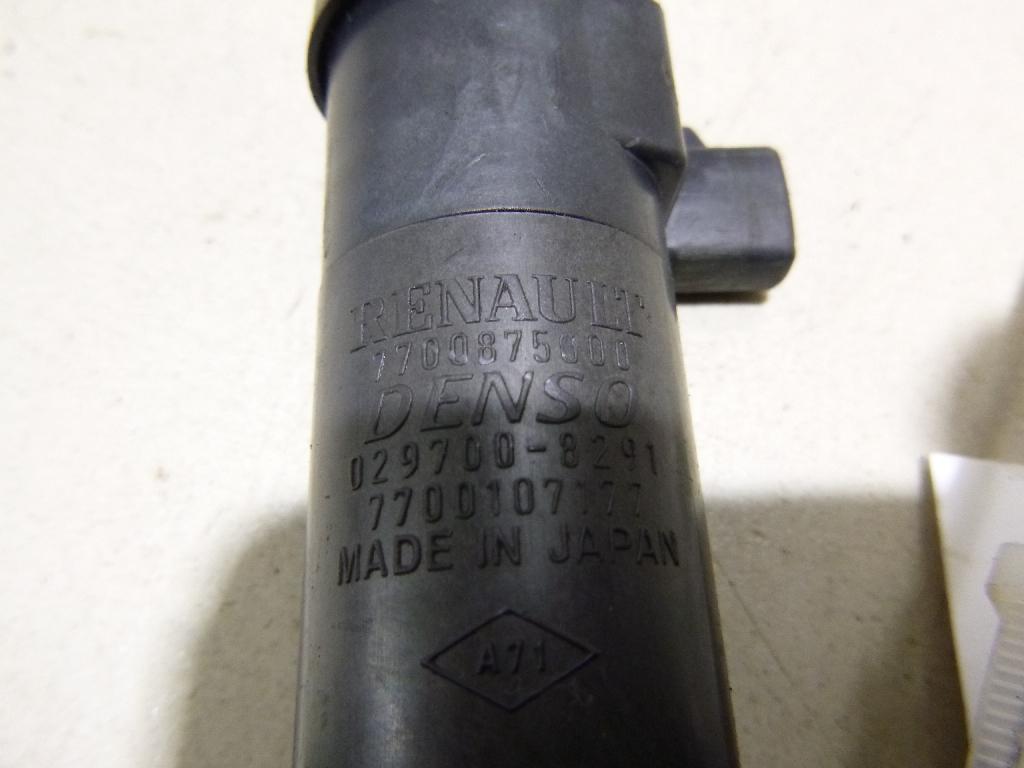 RENAULT
7700875000
DENSO
029700-8291
7700107177
MADE IN JAPAN
A71